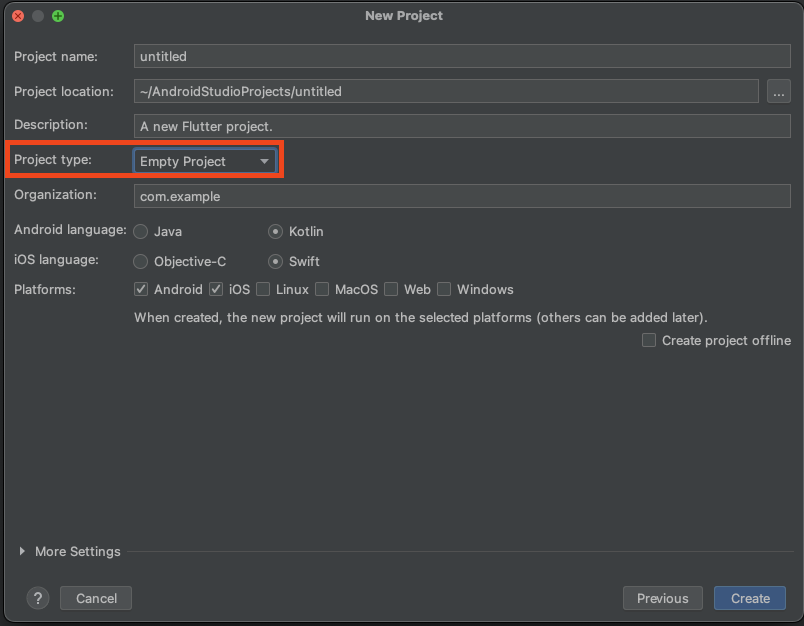 New Project
Project name: untitled
Project location: ~/AndroidStudioProjects/untitled ...
Description: A new Flutter project.
Project type: Empty Project
Organization: com.example
Android language: Java Kotlin
iOS language: Objective-C Swift
Platforms: Android iOS Linux MacOS Web Windows
When created, the new project will run on the selected platforms (others can be added later).
Create project offline
More Settings
? Cancel Previous Create